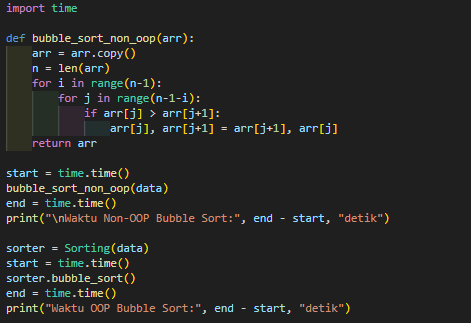 import time
def bubble_sort_non_oop(arr):
    arr = arr.copy()
    n = len(arr)
    for i in range(n-1):
        for j in range(n-1-i):
            if arr[j] > arr[j+1]:
                arr[j], arr[j+1] = arr[j+1], arr[j]
    return arr
start = time.time()
bubble_sort_non_oop(data)
end = time.time()
print("\nWaktu Non-OOP Bubble Sort:", end - start, "detik")
sorter = Sorting(data)
start = time.time()
sorter.bubble_sort()
end = time.time()
print("Waktu OOP Bubble Sort:", end - start, "detik")